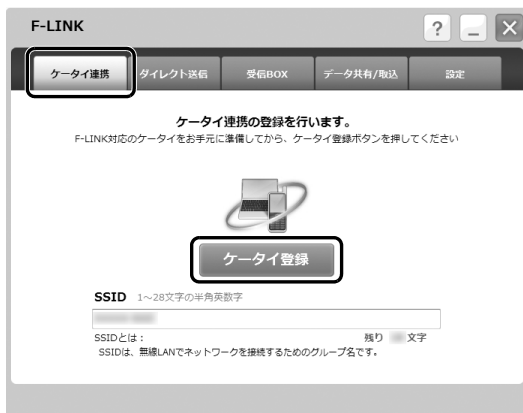 F-LINK
? _ X
ケータイ連携 ダイレクト送信 受信BOX データ共有/取込 設定
ケータイ連携の登録を行います。
F-LINK対応のケータイをお手元に準備してから、ケータイ登録ボタンを押してください
ケータイ登録
SSID 1~28文字の半角英数字
SSIDとは: 残り 文字
SSIDは、無線LANでネットワークを接続するためのグループ名です。